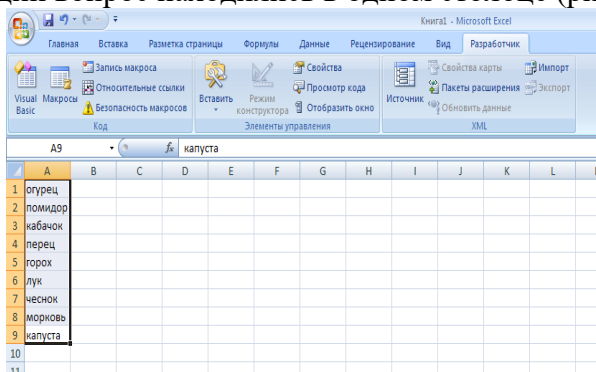 Книга1 - Microsoft Excel
Главная Вставка Разметка страницы Формулы Данные Рецензирование Вид Разработчик
Visual Basic
Макросы
Запись макроса
Относительные ссылки
Безопасность макросов
Код
Вставить
Режим конструктора
Свойства
Просмотр кода
Отобразить окно
Элементы управления
Источник
Свойства карты
Пакеты расширения
Обновить данные
Импорт
Экспорт
XML
A9 fx капуста
A B C D E F G H I J K L
1 огурец
2 помидор
3 кабачок
4 перец
5 горох
6 лук
7 чеснок
8 морковь
9 капуста
10